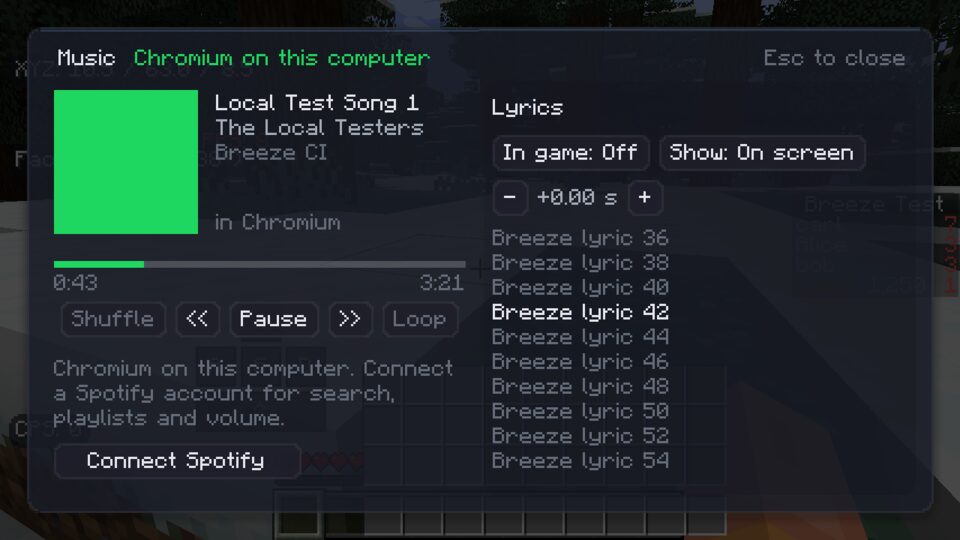 Music Chromium on this computer
Esc to close
Local Test Song 1
The Local Testers
Breeze CI
in Chromium
0:43
3:21
Shuffle << Pause >> Loop
Chromium on this computer. Connect
a Spotify account for search,
playlists and volume.
Connect Spotify
Lyrics
In game: Off
Show: On screen
- +0.00 s +
Breeze lyric 36
Breeze lyric 38
Breeze lyric 40
Breeze lyric 42
Breeze lyric 44
Breeze lyric 46
Breeze lyric 48
Breeze lyric 50
Breeze lyric 52
Breeze lyric 54
Breeze Test